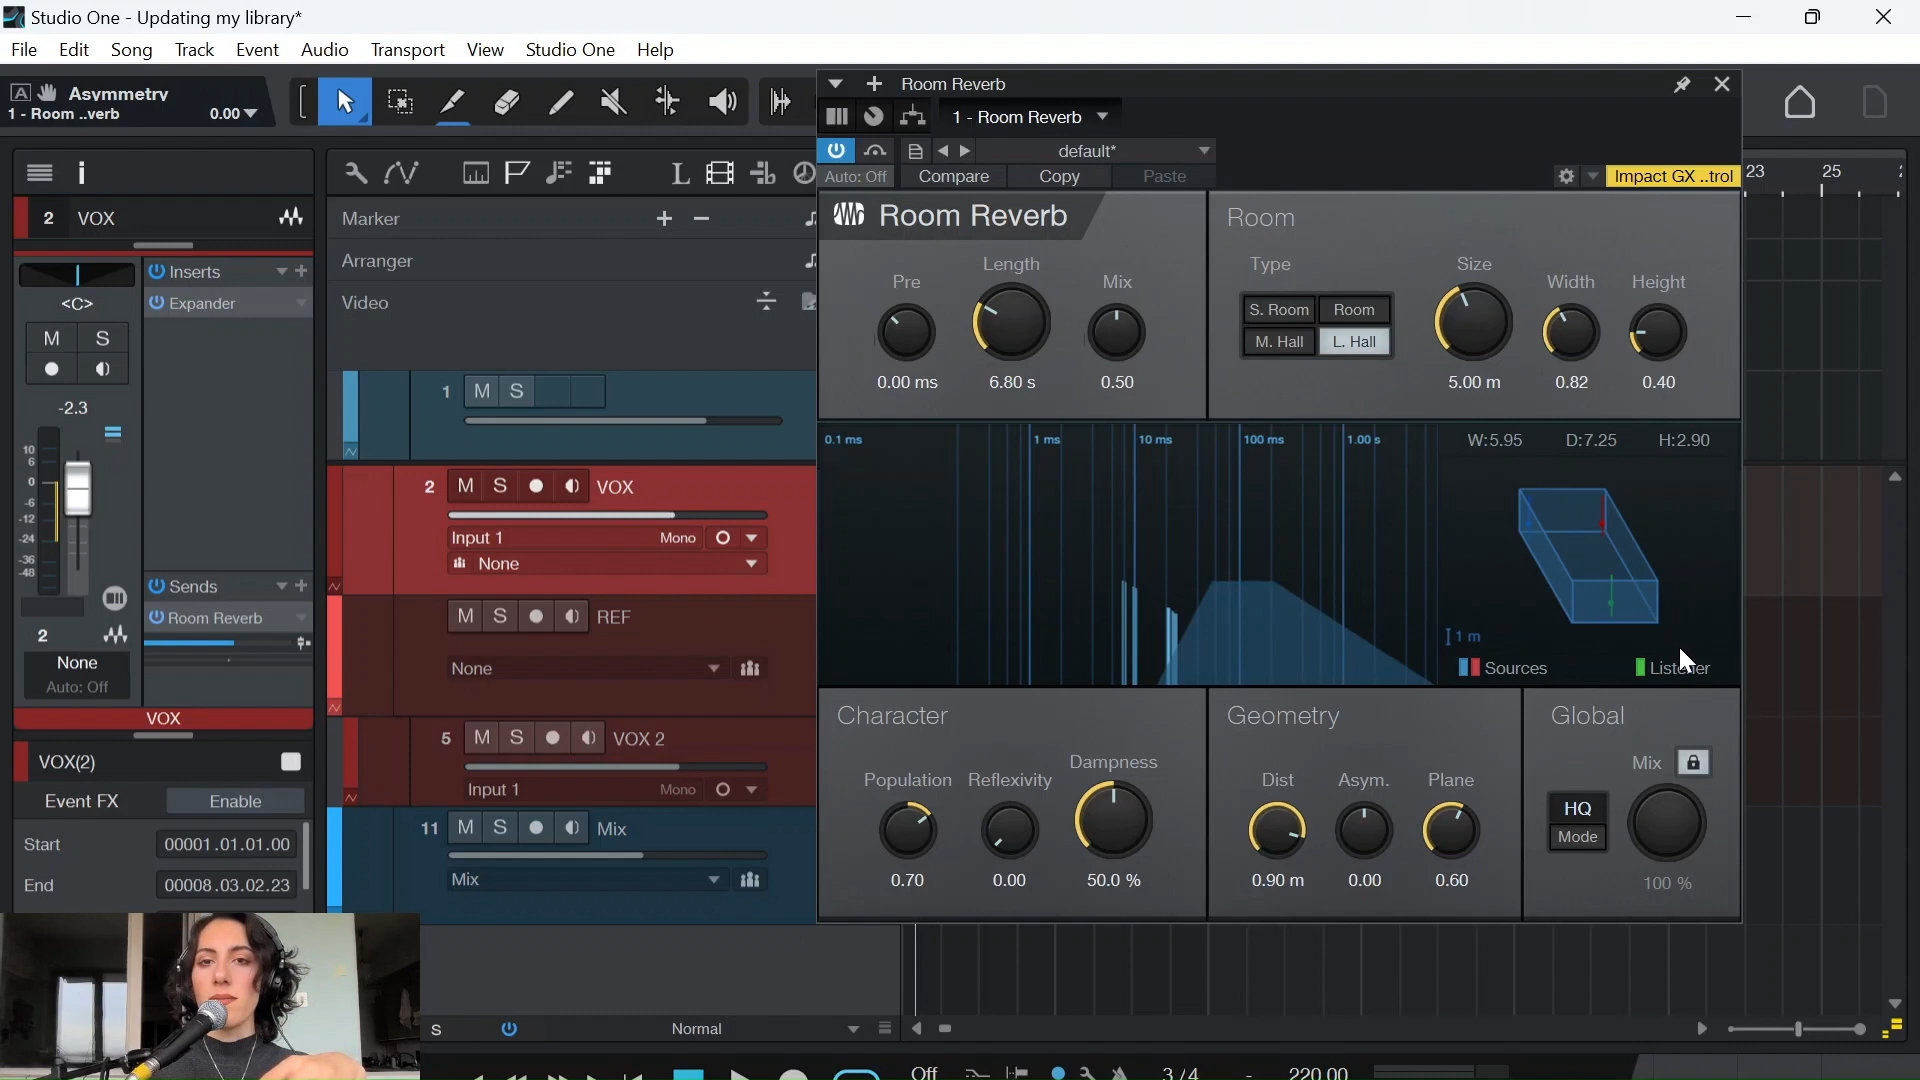 Studio One - Updating my library*
File Edit Song Track Event Audio Transport View Studio One Help
A Asymmetry
1 - Room ..verb 0.00
Room Reverb
1 - Room Reverb
default*
Auto: Off Compare Copy Paste Impact GX ..trol
23 25
2 VOX
Inserts
Expander
<C>
M S
-2.3
10
6
0
-6
-12
-24
-36
-48
Sends
Room Reverb
2
None
Auto: Off
VOX
VOX(2)
Event FX Enable
Start 00001.01.01.00
End 00008.03.02.23
L
Marker
Arranger
Video
1 M S
2 M S VOX
Input 1 Mono
None
M S REF
None
5 M S VOX 2
Input 1 Mono
11 M S Mix
Mix
Room Reverb
Pre Length Mix
0.00 ms 6.80 s 0.50
Room
Type Size Width Height
S. Room Room
M. Hall L. Hall
5.00 m 0.82 0.40
0.1 ms 1 ms 10 ms 100 ms 1.00 s
W:5.95 D:7.25 H:2.90
1 m
Sources Listener
Character
Population Reflexivity Dampness
0.70 0.00 50.0 %
Geometry
Dist Asym. Plane
0.90 m 0.00 0.60
Global
Mix
HQ
Mode
100 %
S Normal
Off 3/4 - 220.00